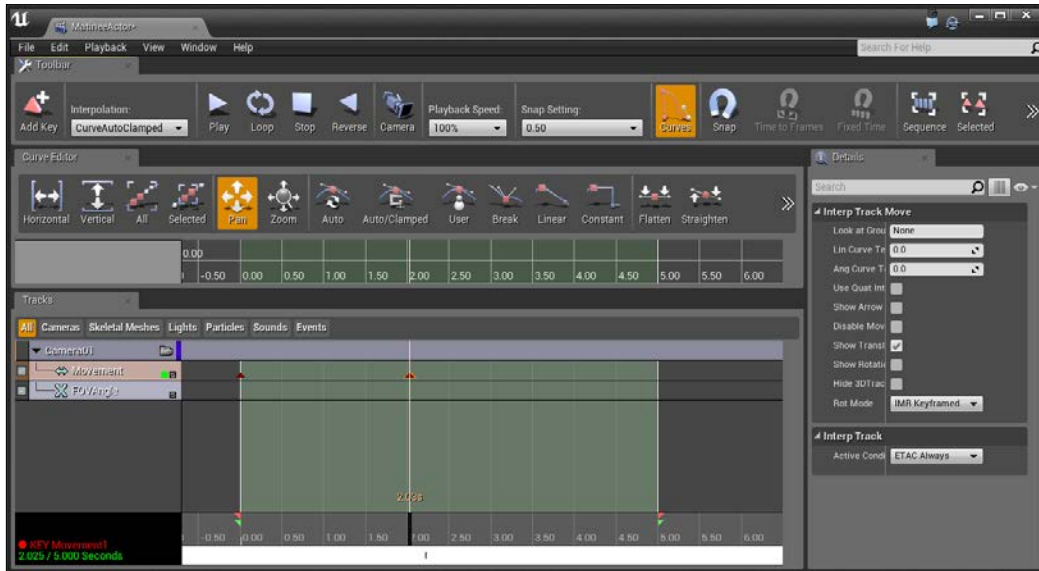 MatineeActor*
File Edit Playback View Window Help
Search For Help
Toolbar
Add Key
Interpolation:
CurveAutoClamped
Play Loop Stop Reverse Camera
Playback Speed:
100%
Snap Setting:
0.50
Curves Snap Time to Frames Fixed Time Sequence Selected
Curve Editor
Horizontal Vertical All Selected Pan Zoom Auto Auto/Clamped User Break Linear Constant Flatten Straighten
0.00
-0.50 0.00 0.50 1.00 1.50 2.00 2.50 3.00 3.50 4.00 4.50 5.00 5.50 6.00
Tracks
All Cameras Skeletal Meshes Lights Particles Sounds Events
Camera01
Movement
FOVAngle
2.03s
-0.50 0.00 0.50 1.00 1.50 2.00 2.50 3.00 3.50 4.00 4.50 5.00 5.50 6.00
KEY Movement1
2.025 / 5.000 Seconds
Details
Search
Interp Track Move
Look at Grou None
Lin Curve Te 0.0
Ang Curve T 0.0
Use Quat Int
Show Arrow
Disable Mov
Show Transl
Show Rotati
Hide 3DTrac
Rot Mode IMR Keyframed
Interp Track
Active Condi ETAC Always